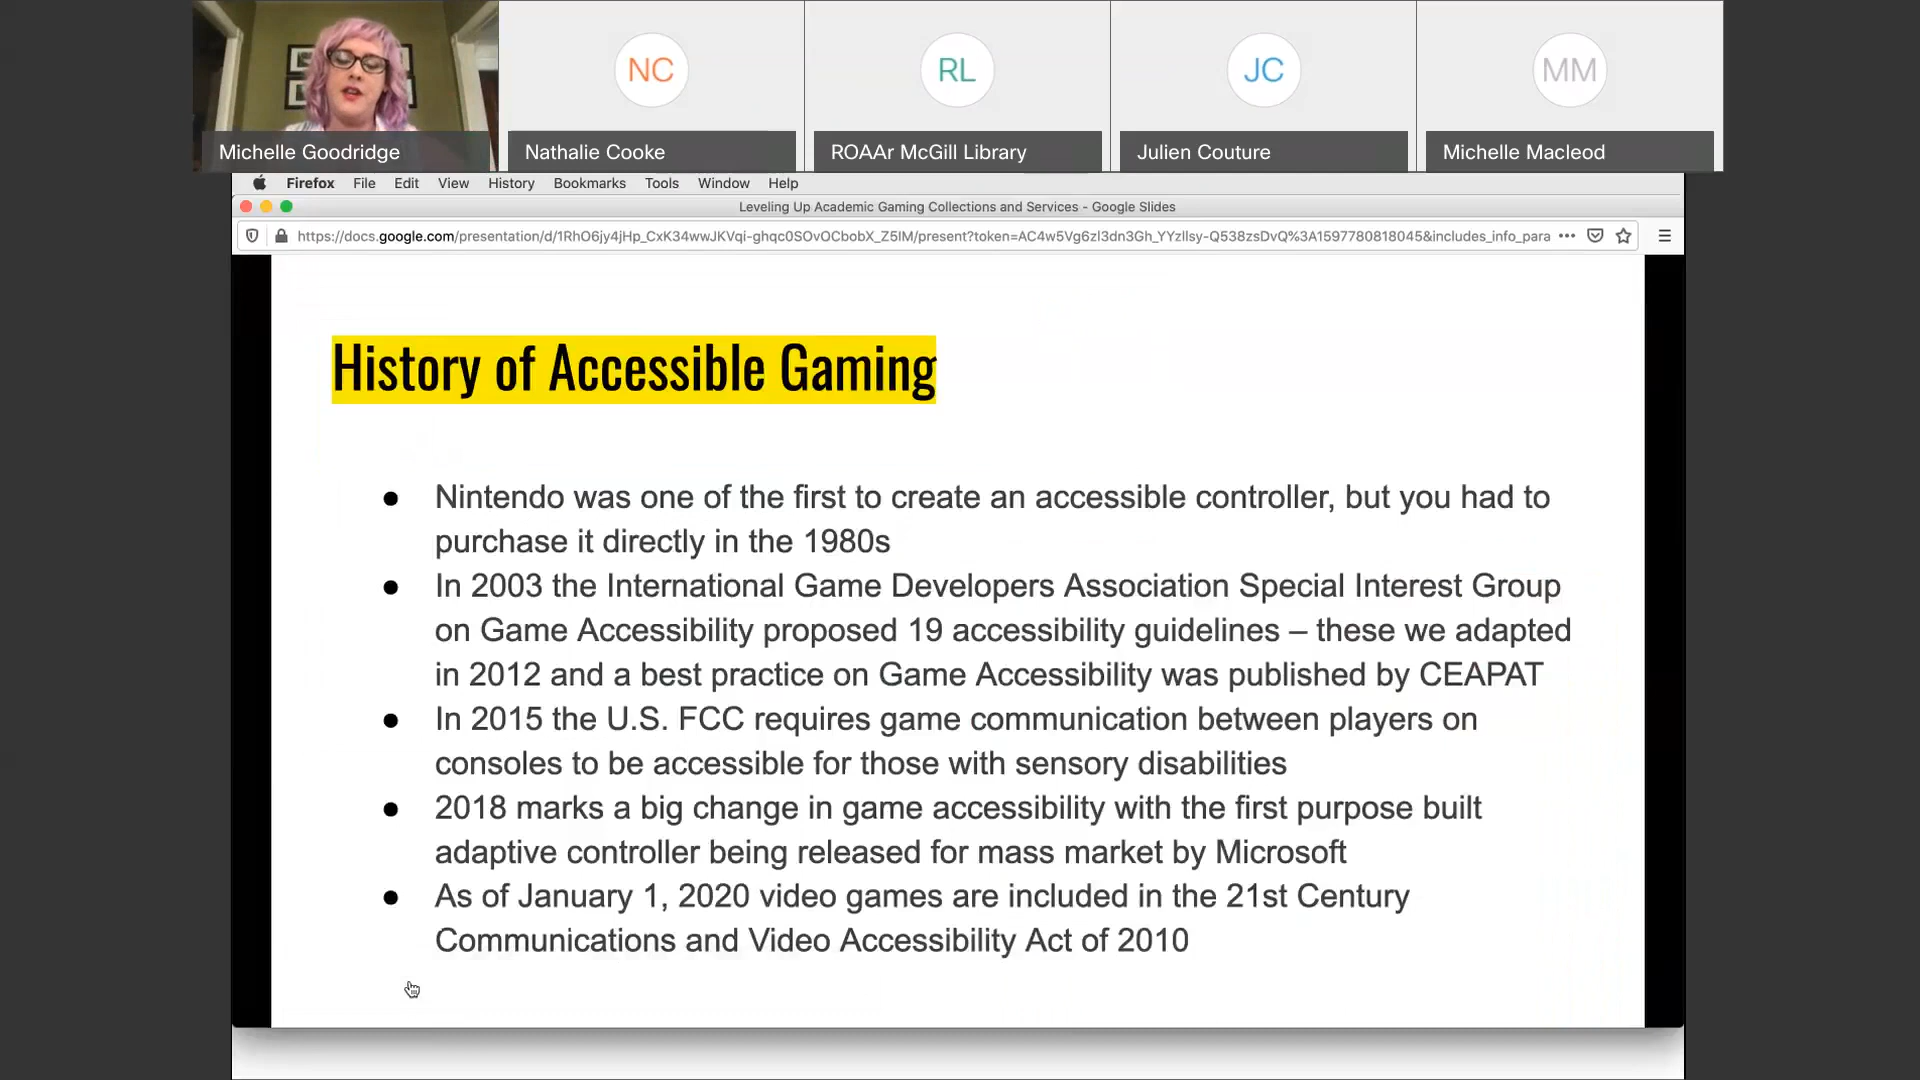 NC
RL
JC
MM
Michelle Goodridge
Nathalie Cooke
ROAAr McGill Library
Julien Couture
Michelle Macleod
Firefox File Edit View History Bookmarks Tools Window Help
Leveling Up Academic Gaming Collections and Services - Google Slides
https://docs.google.com/presentation/d/1RhO6jy4jHp_CxK34wwJKVqi-ghqc0SOvOCbobX_Z5IM/present?token=AC4w5Vg6zl3dn3Gh_YYzllsy-Q538zsDvQ%3A1597780818045&includes_info_para
History of Accessible Gaming
● Nintendo was one of the first to create an accessible controller, but you had to
purchase it directly in the 1980s
● In 2003 the International Game Developers Association Special Interest Group
on Game Accessibility proposed 19 accessibility guidelines – these we adapted
in 2012 and a best practice on Game Accessibility was published by CEAPAT
● In 2015 the U.S. FCC requires game communication between players on
consoles to be accessible for those with sensory disabilities
● 2018 marks a big change in game accessibility with the first purpose built
adaptive controller being released for mass market by Microsoft
● As of January 1, 2020 video games are included in the 21st Century
Communications and Video Accessibility Act of 2010